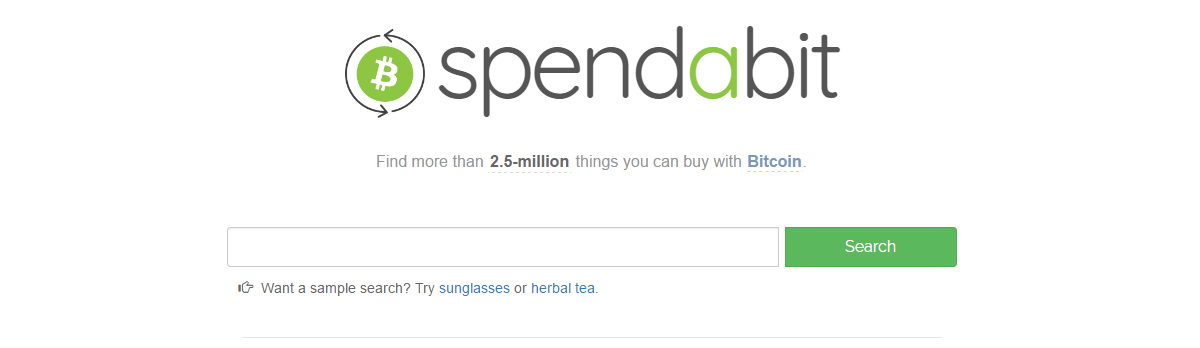 spendabit
Find more than 2.5-million things you can buy with Bitcoin.
Search
Want a sample search? Try sunglasses or herbal tea.